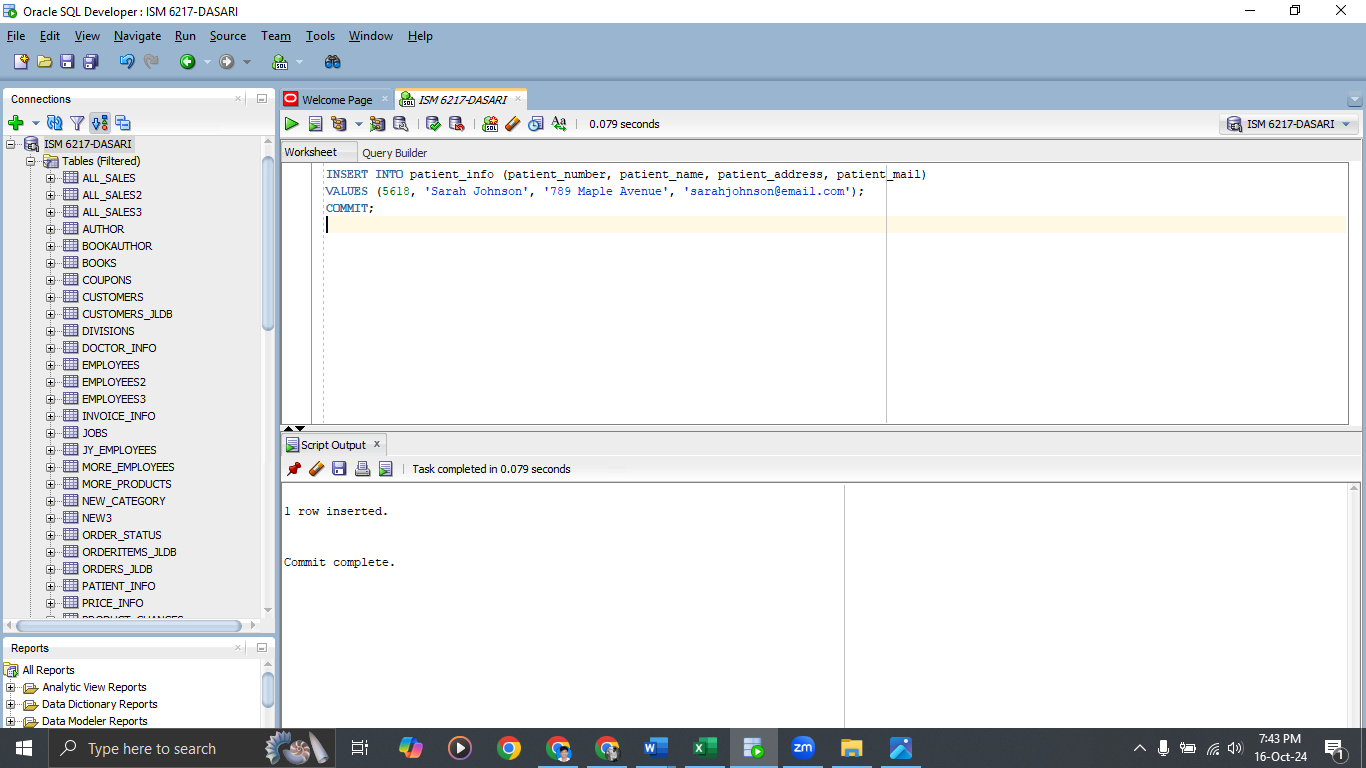 Oracle SQL Developer : ISM 6217-DASARI
File Edit View Navigate Run Source Team Tools Window Help
Connections
ISM 6217-DASARI
Tables (Filtered)
ALL_SALES
ALL_SALES2
ALL_SALES3
AUTHOR
BOOKAUTHOR
BOOKS
COUPONS
CUSTOMERS
CUSTOMERS_JLDB
DIVISIONS
DOCTOR_INFO
EMPLOYEES
EMPLOYEES2
EMPLOYEES3
INVOICE_INFO
JOBS
JY_EMPLOYEES
MORE_EMPLOYEES
MORE_PRODUCTS
NEW_CATEGORY
NEW3
ORDER_STATUS
ORDERITEMS_JLDB
ORDERS_JLDB
PATIENT_INFO
PRICE_INFO
Reports
All Reports
Analytic View Reports
Data Dictionary Reports
Data Modeler Reports
Welcome Page
ISM 6217-DASARI
0.079 seconds
ISM 6217-DASARI
Worksheet Query Builder
INSERT INTO patient_info (patient_number, patient_name, patient_address, patient_mail)
VALUES (5618, 'Sarah Johnson', '789 Maple Avenue', 'sarahjohnson@email.com');
COMMIT;
Script Output
Task completed in 0.079 seconds
1 row inserted.
Commit complete.
Type here to search
7:43 PM
16-Oct-24
1